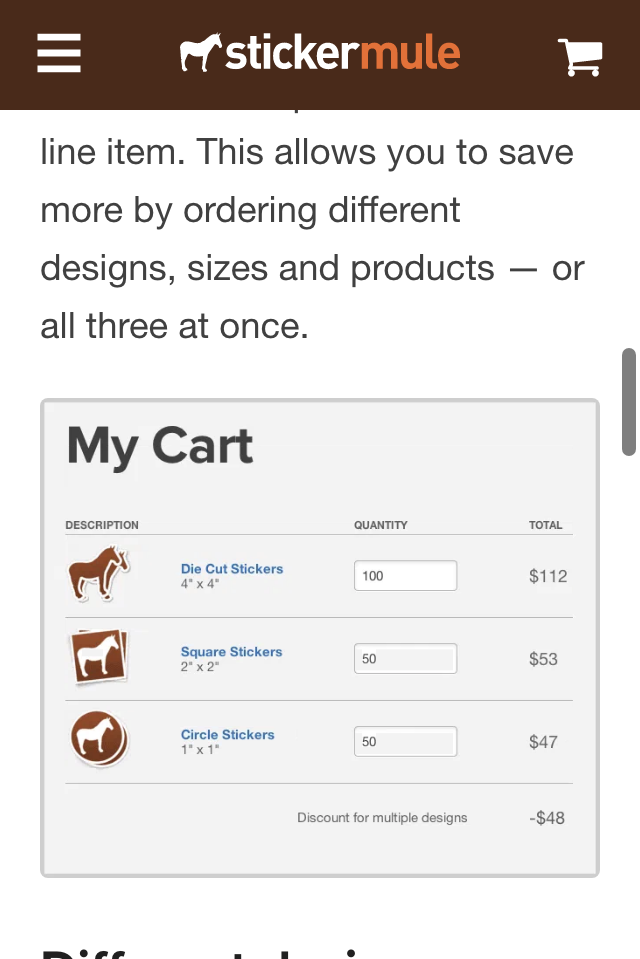 stickermule
line item. This allows you to save
more by ordering different
designs, sizes and products — or
all three at once.
My Cart
DESCRIPTION QUANTITY TOTAL
Die Cut Stickers
4" x 4"
100 $112
Square Stickers
2" x 2"
50 $53
Circle Stickers
1" x 1"
50 $47
Discount for multiple designs -$48